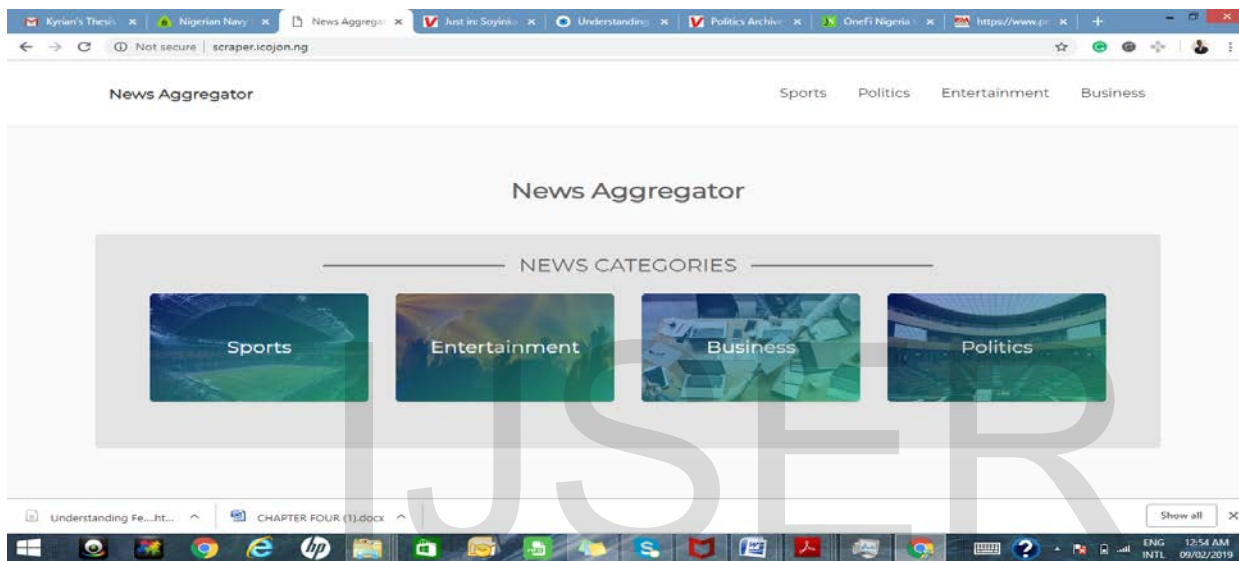 Kyrian's Thesis
Nigerian Navy
News Aggrega
Just in: Soyinka
Understanding
Politics Archive
OneFi Nigeria
https://www.pr
Not secure | scraper.icojon.ng
News Aggregator
Sports Politics Entertainment Business
News Aggregator
NEWS CATEGORIES
Sports Entertainment Business Politics
IJSER
Understanding Fe....ht...
CHAPTER FOUR (1).docx
Show all
ENG 12:54 AM
INTL 09/02/2019